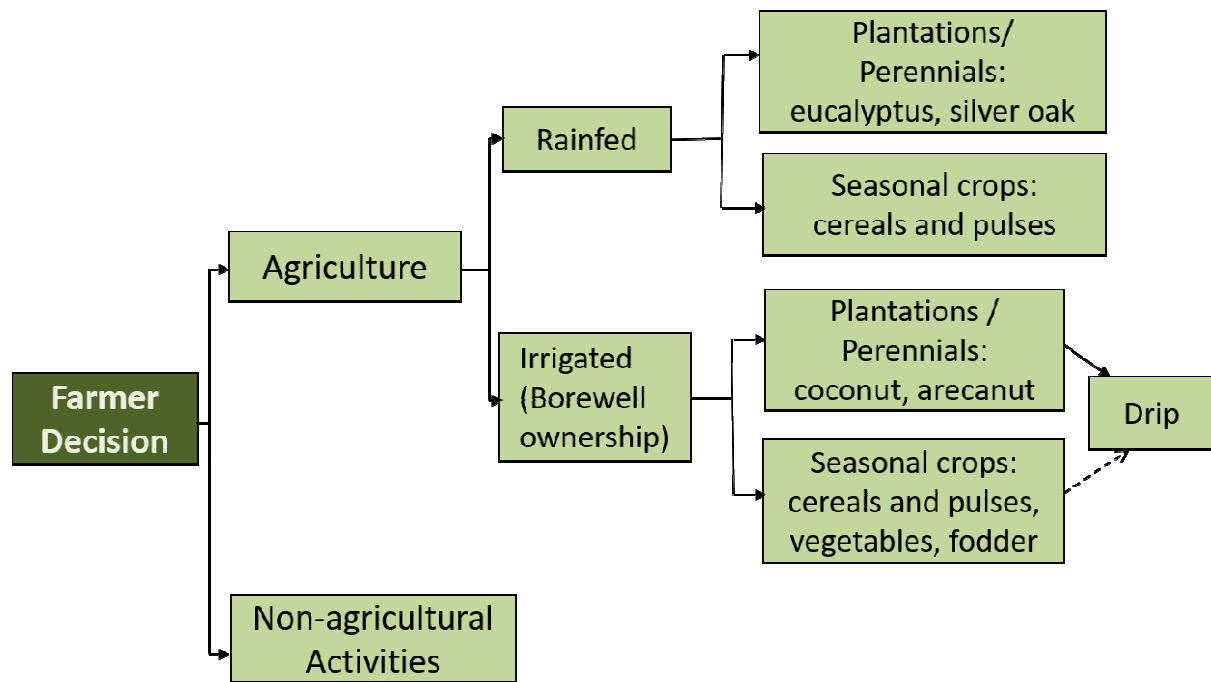 Plantations/
Perennials:
eucalyptus, silver oak
Rainfed
Seasonal crops:
cereals and pulses
Agriculture
Plantations /
Perennials:
coconut, arecanut
Irrigated
(Borewell
ownership)
Drip
Farmer
Decision
Seasonal crops:
cereals and pulses,
vegetables, fodder
Non-agricultural
Activities